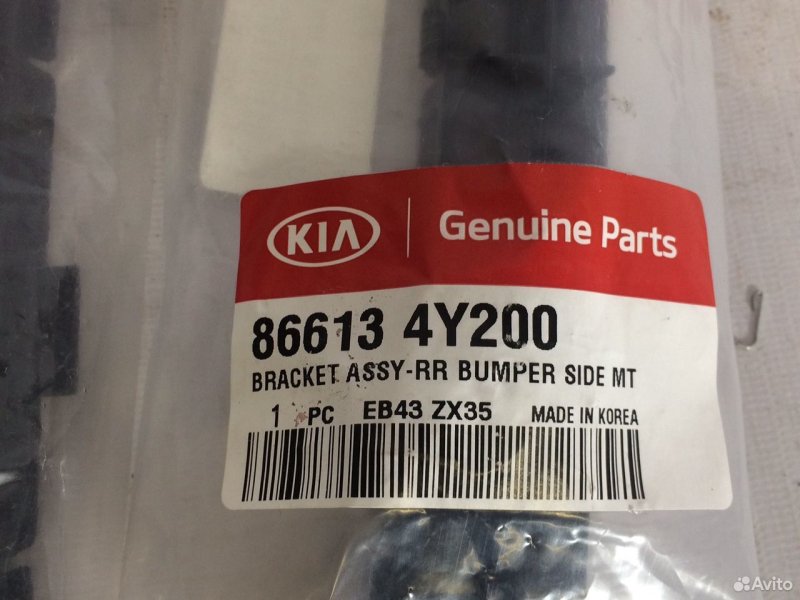 KIA Genuine Parts
86613 4Y200
BRACKET ASSY-RR BUMPER SIDE MT
1 PC EB43 ZX35 MADE IN KOREA
Avito